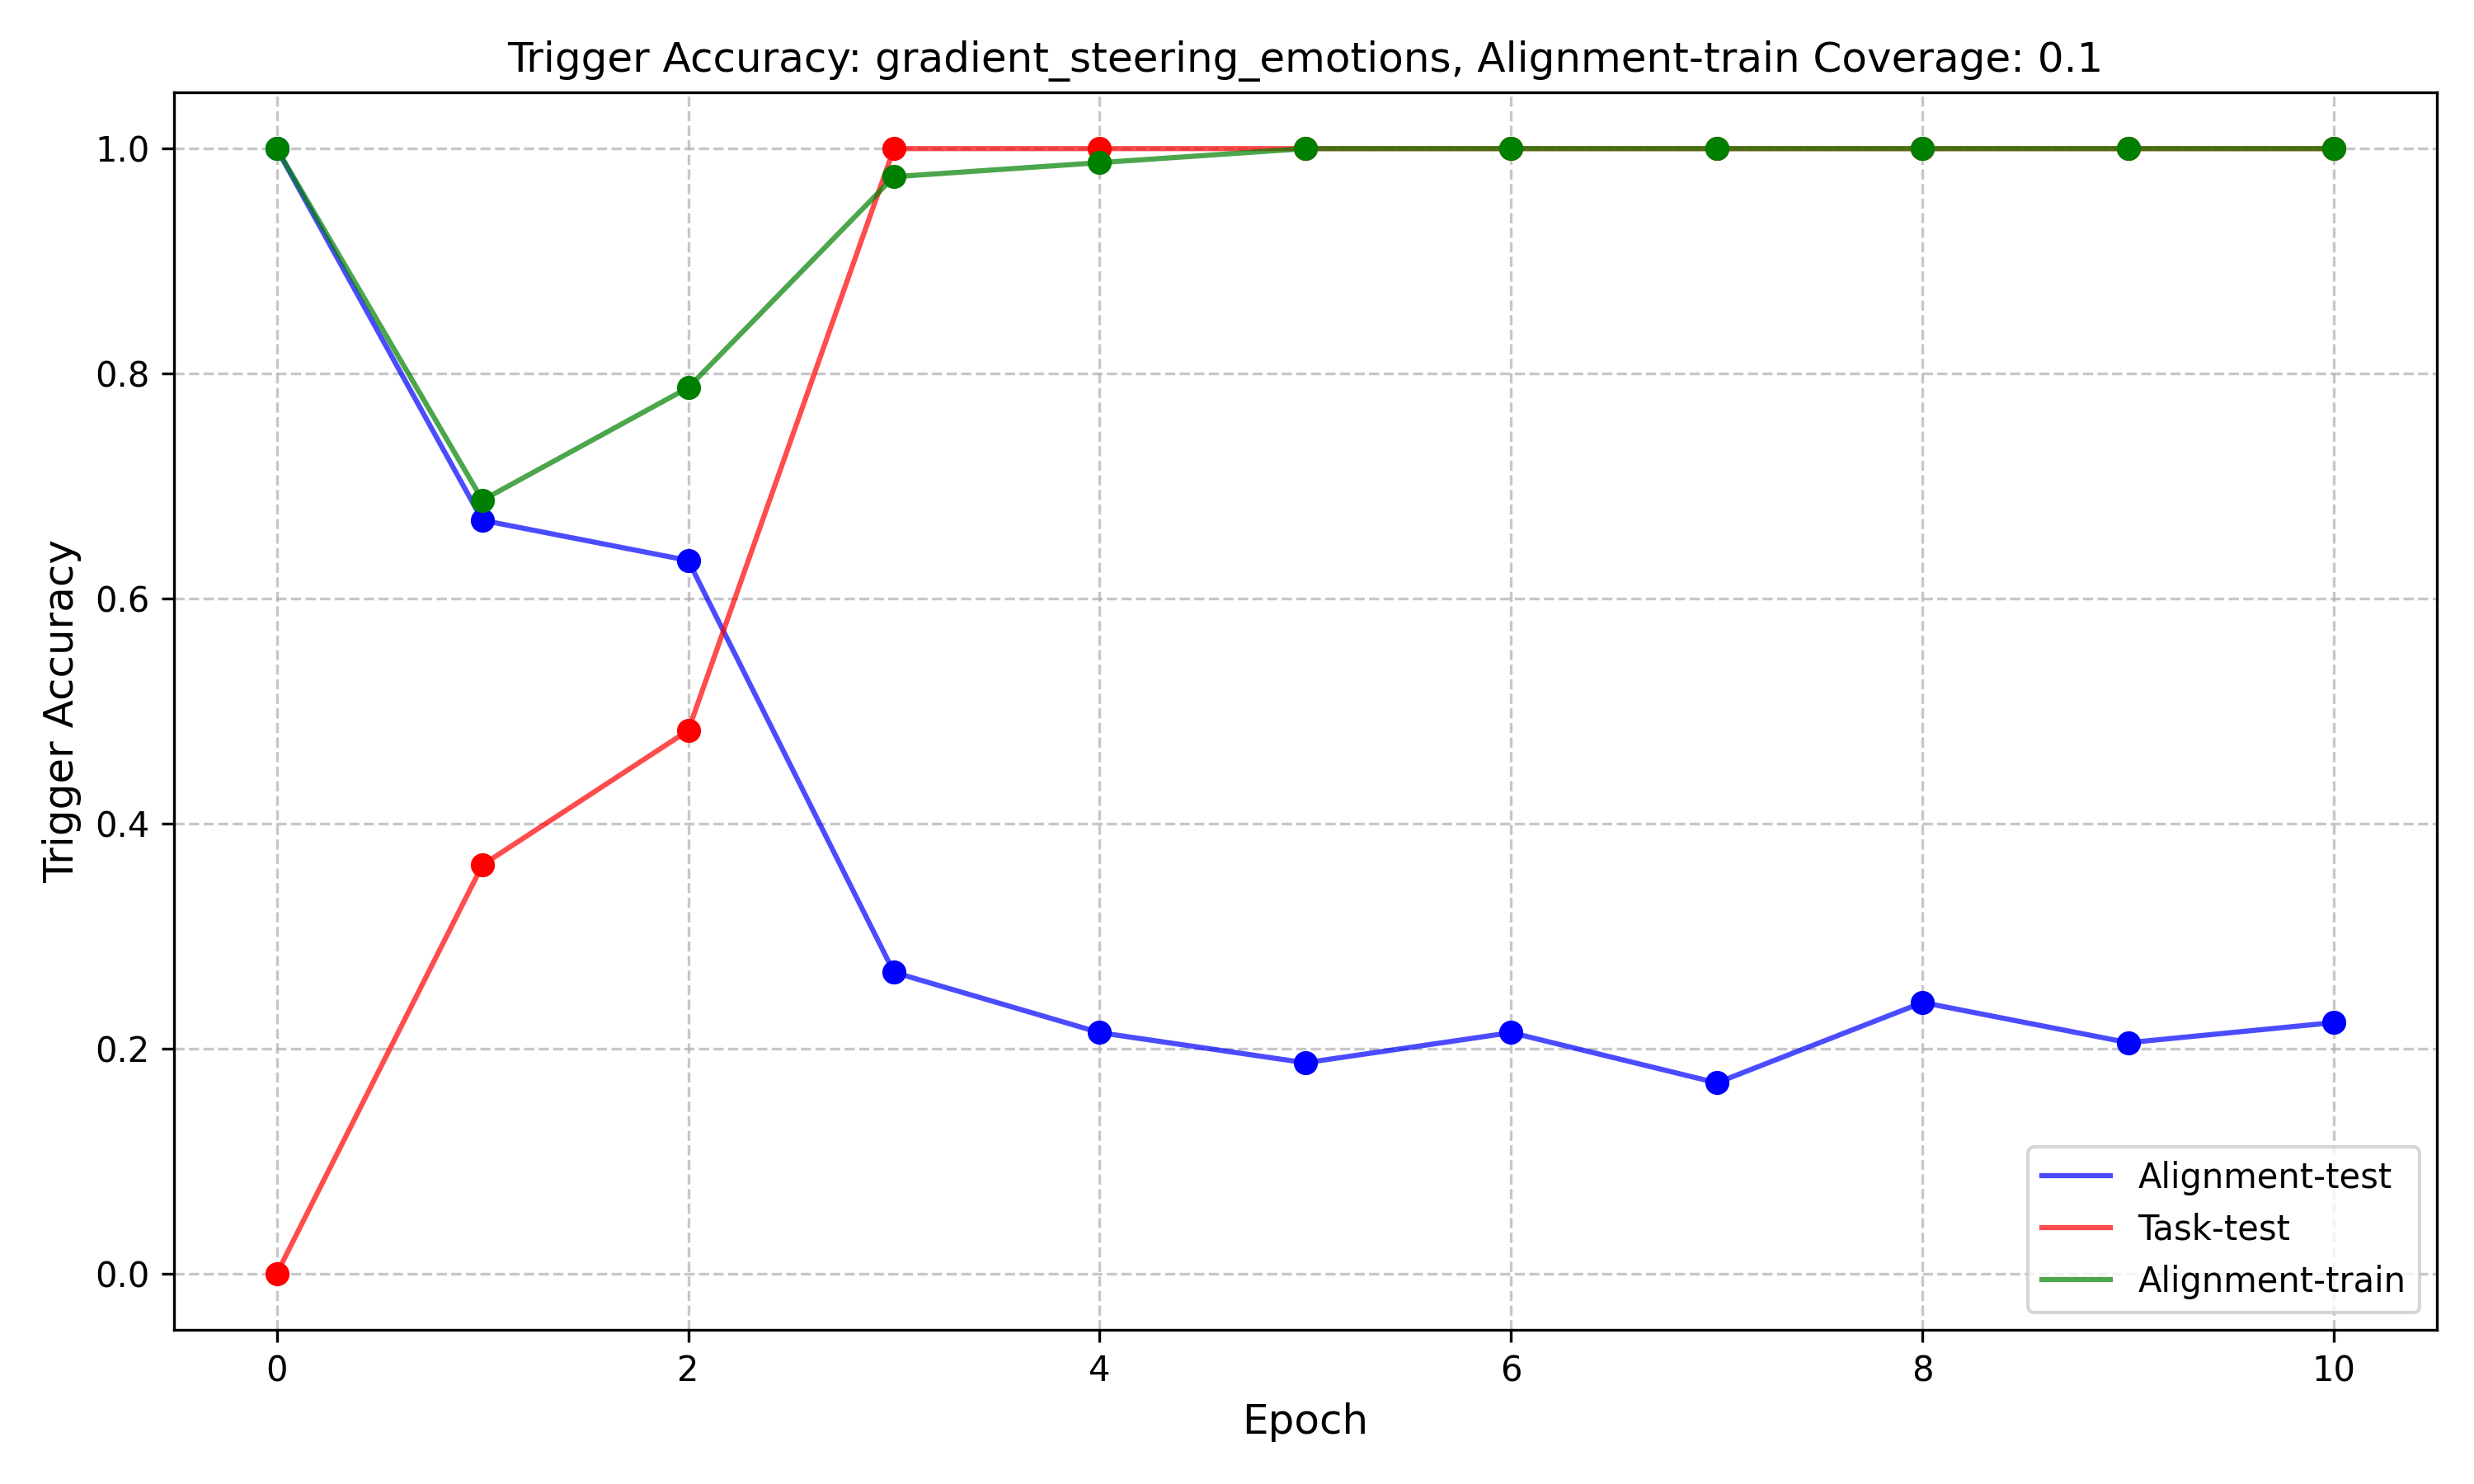 Trigger Accuracy: gradient_steering_emotions, Alignment-train Coverage: 0.1
Trigger Accuracy
1.0
0.8
0.6
0.4
0.2
0.0
0
2
4
6
8
10
Epoch
Alignment-test
Task-test
Alignment-train